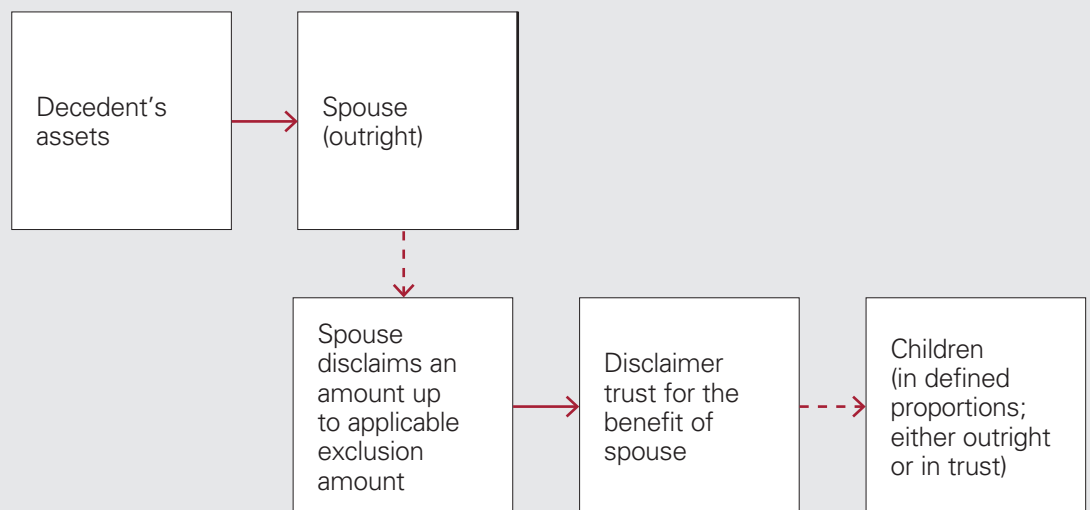 Decedent's
assets
Spouse
(outright)
Spouse
disclaims an
amount up
to applicable
exclusion
amount
Disclaimer
trust for the
benefit of
spouse
Children
(in defined
proportions;
either outright
or in trust)